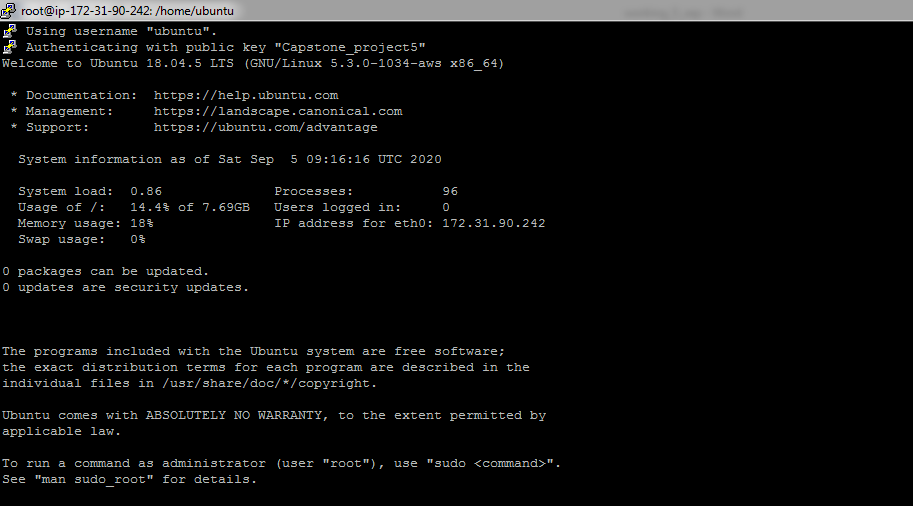 root@ip-172-31-90-242: /home/ubuntu
Using username "ubuntu".
Authenticating with public key "Capstone_project5"
Welcome to Ubuntu 18.04.5 LTS (GNU/Linux 5.3.0-1034-aws x86_64)
* Documentation:  https://help.ubuntu.com
* Management:     https://landscape.canonical.com
* Support:        https://ubuntu.com/advantage
System information as of Sat Sep  5 09:16:16 UTC 2020
System load:  0.86              Processes:           96
Usage of /:   14.4% of 7.69GB   Users logged in:     0
Memory usage: 18%               IP address for eth0: 172.31.90.242
Swap usage:   0%
0 packages can be updated.
0 updates are security updates.
The programs included with the Ubuntu system are free software;
the exact distribution terms for each program are described in the
individual files in /usr/share/doc/*/copyright.
Ubuntu comes with ABSOLUTELY NO WARRANTY, to the extent permitted by
applicable law.
To run a command as administrator (user "root"), use "sudo <command>".
See "man sudo_root" for details.